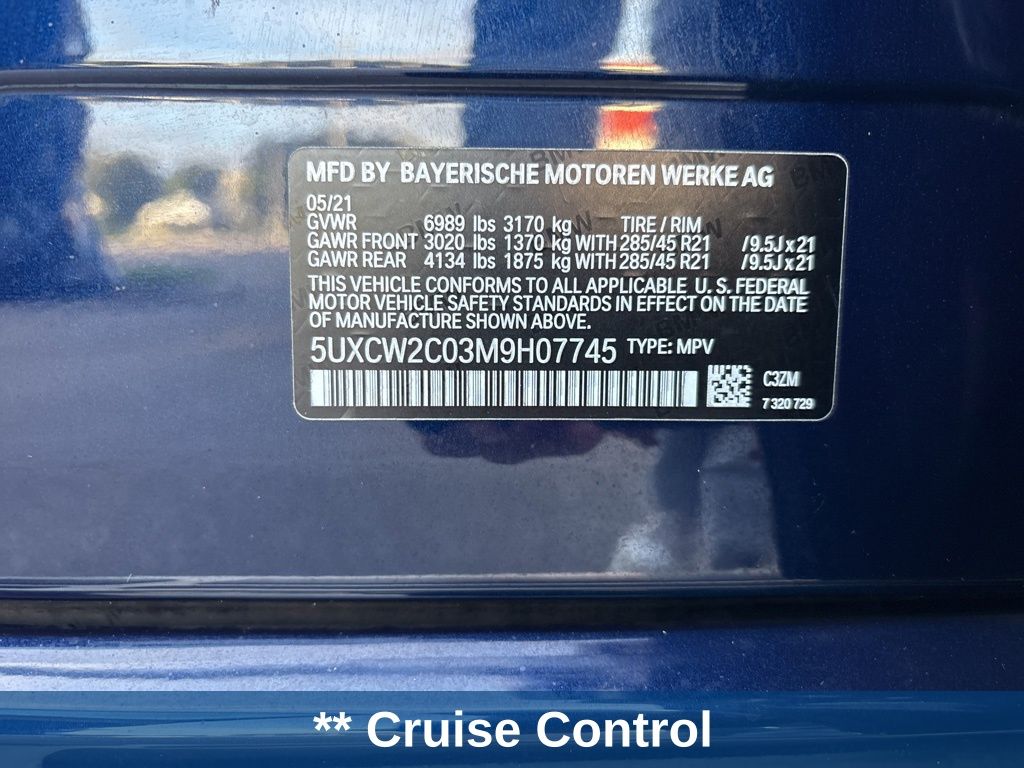 MFD BY BAYERISCHE MOTOREN WERKE AG
05/21
GVWR 6989 lbs 3170 kg TIRE / RIM
GAWR FRONT 3020 lbs 1370 kg WITH 285/45 R21 /9.5J x 21
GAWR REAR 4134 lbs 1875 kg WITH 285/45 R21 /9.5J x 21
THIS VEHICLE CONFORMS TO ALL APPLICABLE U. S. FEDERAL
MOTOR VEHICLE SAFETY STANDARDS IN EFFECT ON THE DATE
OF MANUFACTURE SHOWN ABOVE.
5UXCW2C03M9H07745 TYPE: MPV
C3ZM
7 320 729
** Cruise Control